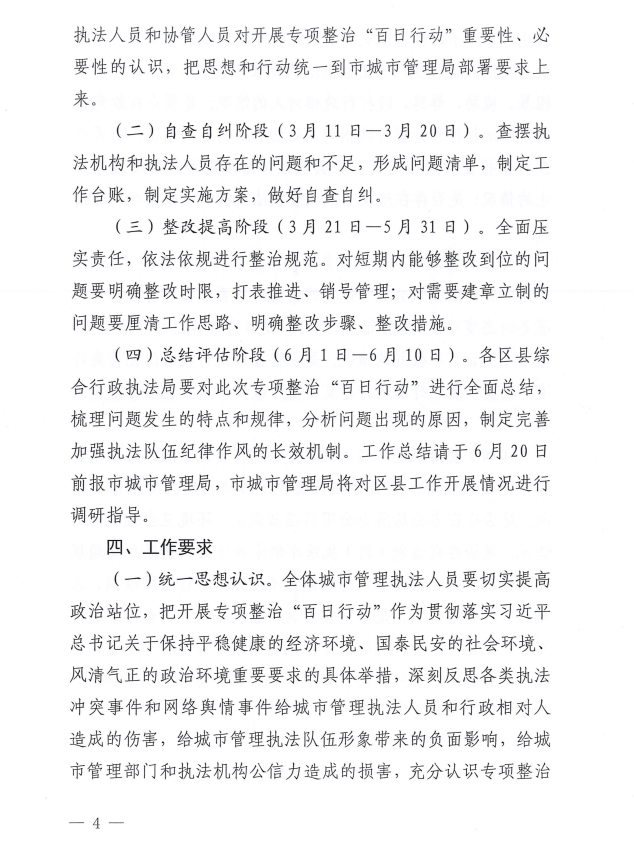 执法人员和协管人员对开展专项整治“百日行动”重要性、必
要性的认识，把思想和行动统一到市城市管理局部署要求上
来。
（二）自查自纠阶段（3月11日—3月20日）。查摆执
法机构和执法人员存在的问题和不足，形成问题清单，制定工
作台账，制定实施方案，做好自查自纠。
（三）整改提高阶段（3月21日—5月31日）。全面压
实责任，依法依规进行整治规范。对短期内能够整改到位的问
题要明确整改时限，打表推进、销号管理；对需要建章立制的
问题要厘清工作思路、明确整改步骤、整改措施。
（四）总结评估阶段（6月1日—6月10日）。各区县综
合行政执法局要对此次专项整治“百日行动”进行全面总结，
梳理问题发生的特点和规律，分析问题出现的原因，制定完善
加强执法队伍纪律作风的长效机制。工作总结请于6月20日
前报市城市管理局，市城市管理局将对区县工作开展情况进行
调研指导。
四、工作要求
（一）统一思想认识。全体城市管理执法人员要切实提高
政治站位，把开展专项整治“百日行动”作为贯彻落实习近平
总书记关于保持平稳健康的经济环境、国泰民安的社会环境、
风清气正的政治环境重要要求的具体举措，深刻反思各类执法
冲突事件和网络舆情事件给城市管理执法人员和行政相对人
造成的伤害，给城市管理执法队伍形象带来的负面影响，给城
市管理部门和执法机构公信力造成的损害，充分认识专项整治
— 4 —